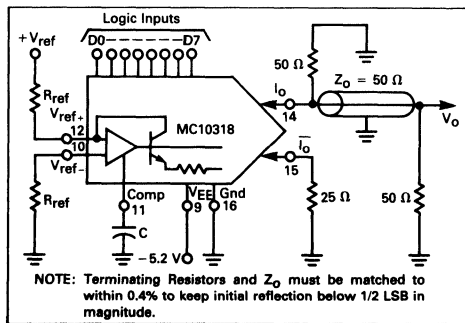 Logic Inputs
+Vref
D0 D7
50 Ω
Zo = 50 Ω
Rref
Vref+
12
Io
14
Vo
MC10318
10
Vref−
Io
15
Rref
Comp
11
VEE
9
Gnd
16
25 Ω
50 Ω
C
−5.2 V
NOTE: Terminating Resistors and Zo must be matched to
within 0.4% to keep initial reflection below 1/2 LSB in
magnitude.